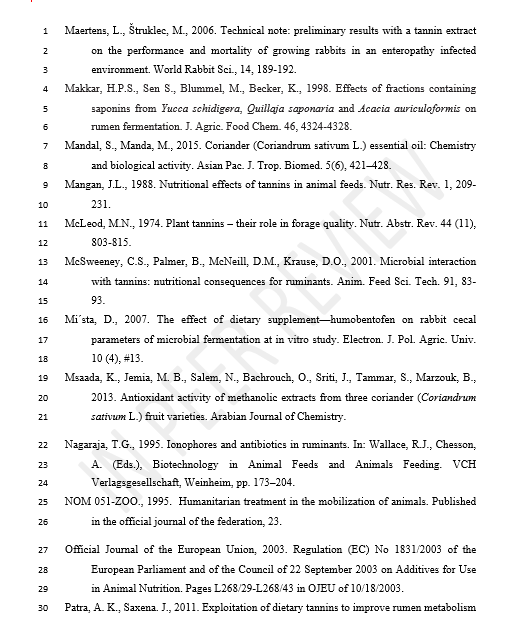 1 Maertens, L., Štruklec, M., 2006. Technical note: preliminary results with a tannin extract
2 on the performance and mortality of growing rabbits in an enteropathy infected
3 environment. World Rabbit Sci., 14, 189-192.
4 Makkar, H.P.S., Sen S., Blummel, M., Becker, K., 1998. Effects of fractions containing
5 saponins from Yucca schidigera, Quillaja saponaria and Acacia auriculoformis on
6 rumen fermentation. J. Agric. Food Chem. 46, 4324-4328.
7 Mandal, S., Manda, M., 2015. Coriander (Coriandrum sativum L.) essential oil: Chemistry
8 and biological activity. Asian Pac. J. Trop. Biomed. 5(6), 421–428.
9 Mangan, J.L., 1988. Nutritional effects of tannins in animal feeds. Nutr. Res. Rev. 1, 209-
10 231.
11 McLeod, M.N., 1974. Plant tannins – their role in forage quality. Nutr. Abstr. Rev. 44 (11),
12 803-815.
13 McSweeney, C.S., Palmer, B., McNeill, D.M., Krause, D.O., 2001. Microbial interaction
14 with tannins: nutritional consequences for ruminants. Anim. Feed Sci. Tech. 91, 83-
15 93.
16 Mi´sta, D., 2007. The effect of dietary supplement—humobentofen on rabbit cecal
17 parameters of microbial fermentation at in vitro study. Electron. J. Pol. Agric. Univ.
18 10 (4), #13.
19 Msaada, K., Jemia, M. B., Salem, N., Bachrouch, O., Sriti, J., Tammar, S., Marzouk, B.,
20 2013. Antioxidant activity of methanolic extracts from three coriander (Coriandrum
21 sativum L.) fruit varieties. Arabian Journal of Chemistry.
22 Nagaraja, T.G., 1995. Ionophores and antibiotics in ruminants. In: Wallace, R.J., Chesson,
23 A. (Eds.), Biotechnology in Animal Feeds and Animals Feeding. VCH
24 Verlagsgesellschaft, Weinheim, pp. 173–204.
25 NOM 051-ZOO., 1995. Humanitarian treatment in the mobilization of animals. Published
26 in the official journal of the federation, 23.
27 Official Journal of the European Union, 2003. Regulation (EC) No 1831/2003 of the
28 European Parliament and of the Council of 22 September 2003 on Additives for Use
29 in Animal Nutrition. Pages L268/29-L268/43 in OJEU of 10/18/2003.
30 Patra, A. K., Saxena. J., 2011. Exploitation of dietary tannins to improve rumen metabolism
IN PEER REVIEW